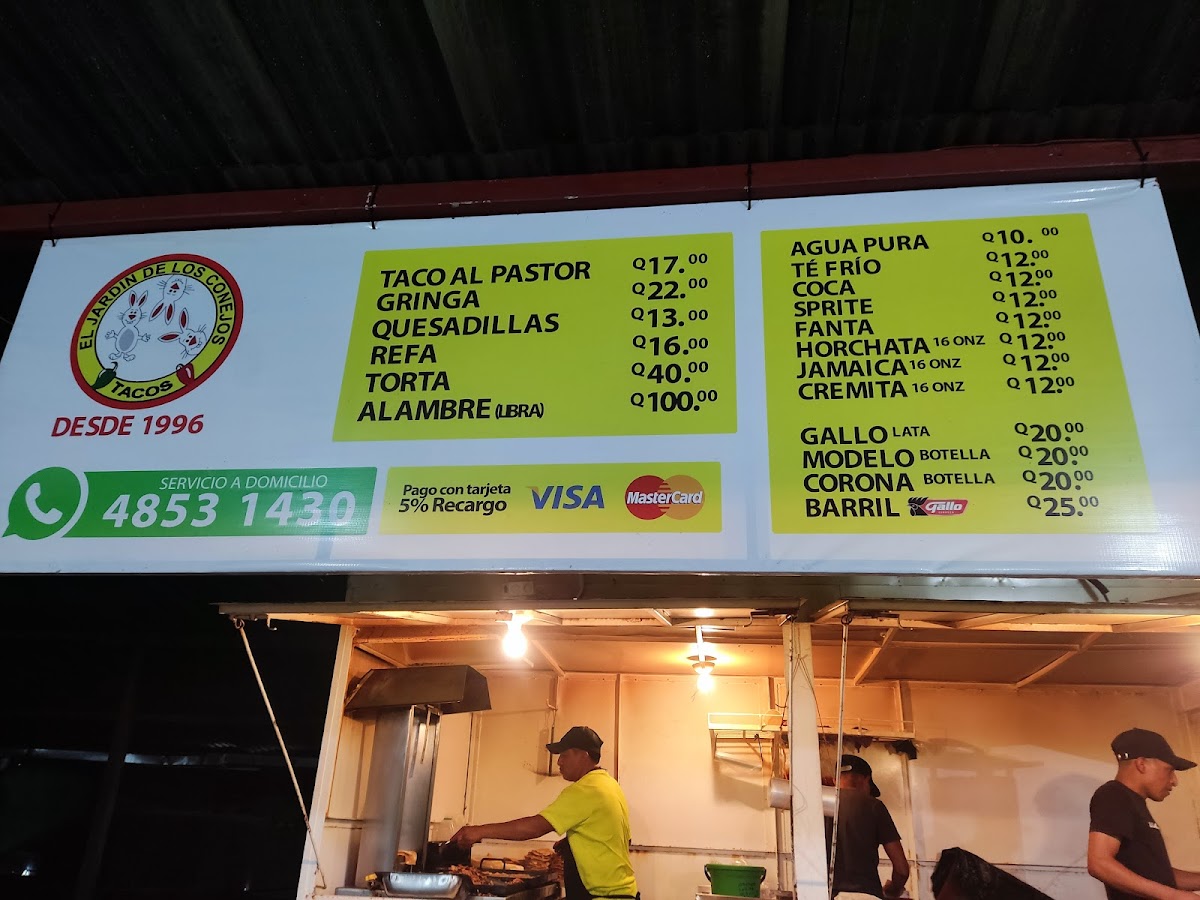 EL JARDIN DE LOS CONEJOS
TACOS
DESDE 1996
SERVICIO A DOMICILIO
4853 1430
TACO AL PASTOR Q17.00
GRINGA Q22.00
QUESADILLAS Q13.00
REFA Q16.00
TORTA Q40.00
ALAMBRE (LIBRA) Q100.00
Pago con tarjeta
5% Recargo
VISA
MasterCard
AGUA PURA Q10.00
TÉ FRÍO Q12.00
COCA Q12.00
SPRITE Q12.00
FANTA Q12.00
HORCHATA 16 ONZ Q12.00
JAMAICA 16 ONZ Q12.00
CREMITA 16 ONZ Q12.00
GALLO LATA Q20.00
MODELO BOTELLA Q20.00
CORONA BOTELLA Q20.00
BARRIL Gallo Q25.00